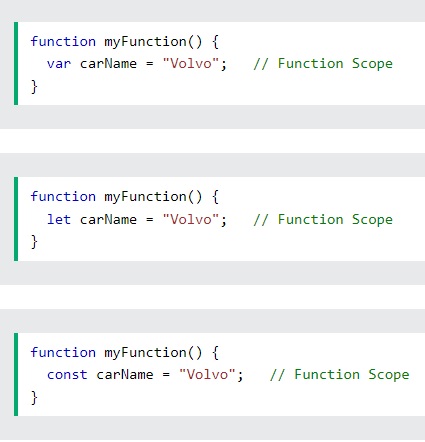 function myFunction() {
  var carName = "Volvo";   // Function Scope
}
function myFunction() {
  let carName = "Volvo";   // Function Scope
}
function myFunction() {
  const carName = "Volvo";   // Function Scope
}